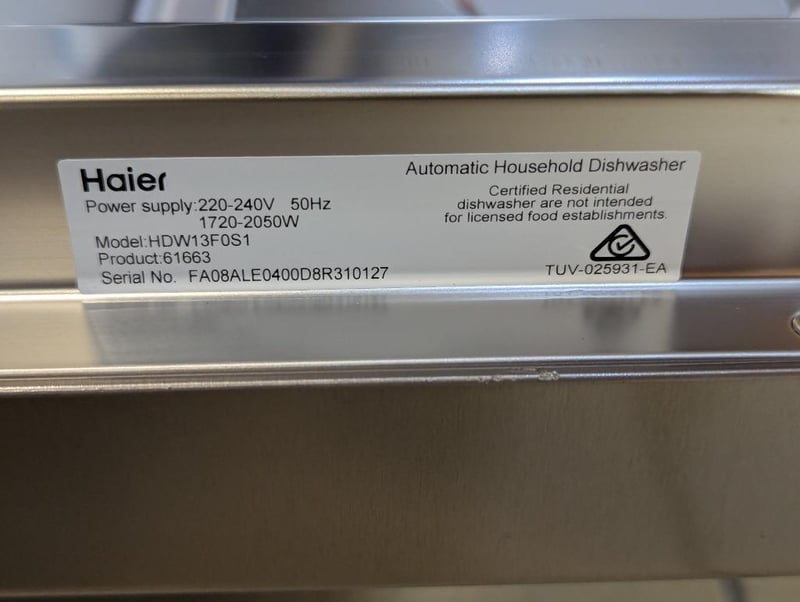 Haier
Automatic Household Dishwasher
Power supply:220-240V 50Hz
1720-2050W
Certified Residential
dishwasher are not intended
for licensed food establishments.
Model:HDW13F0S1
Product:61663
Serial No. FA08ALE0400D8R310127
TUV-025931-EA